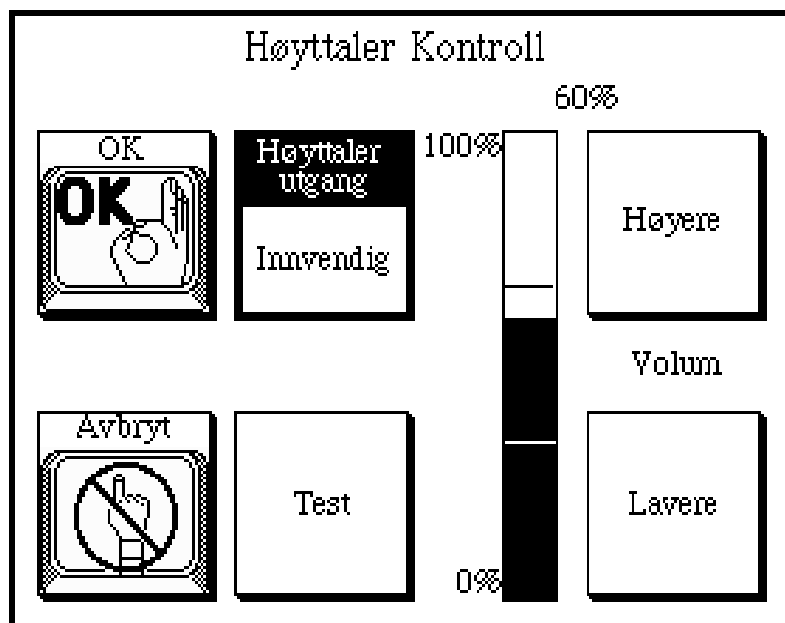 Høyttaler Kontroll
60%
OK
OK
Høyttaler
utgang
Innvendig
100%
Høyere
Volum
Avbryt
Test
0%
Lavere